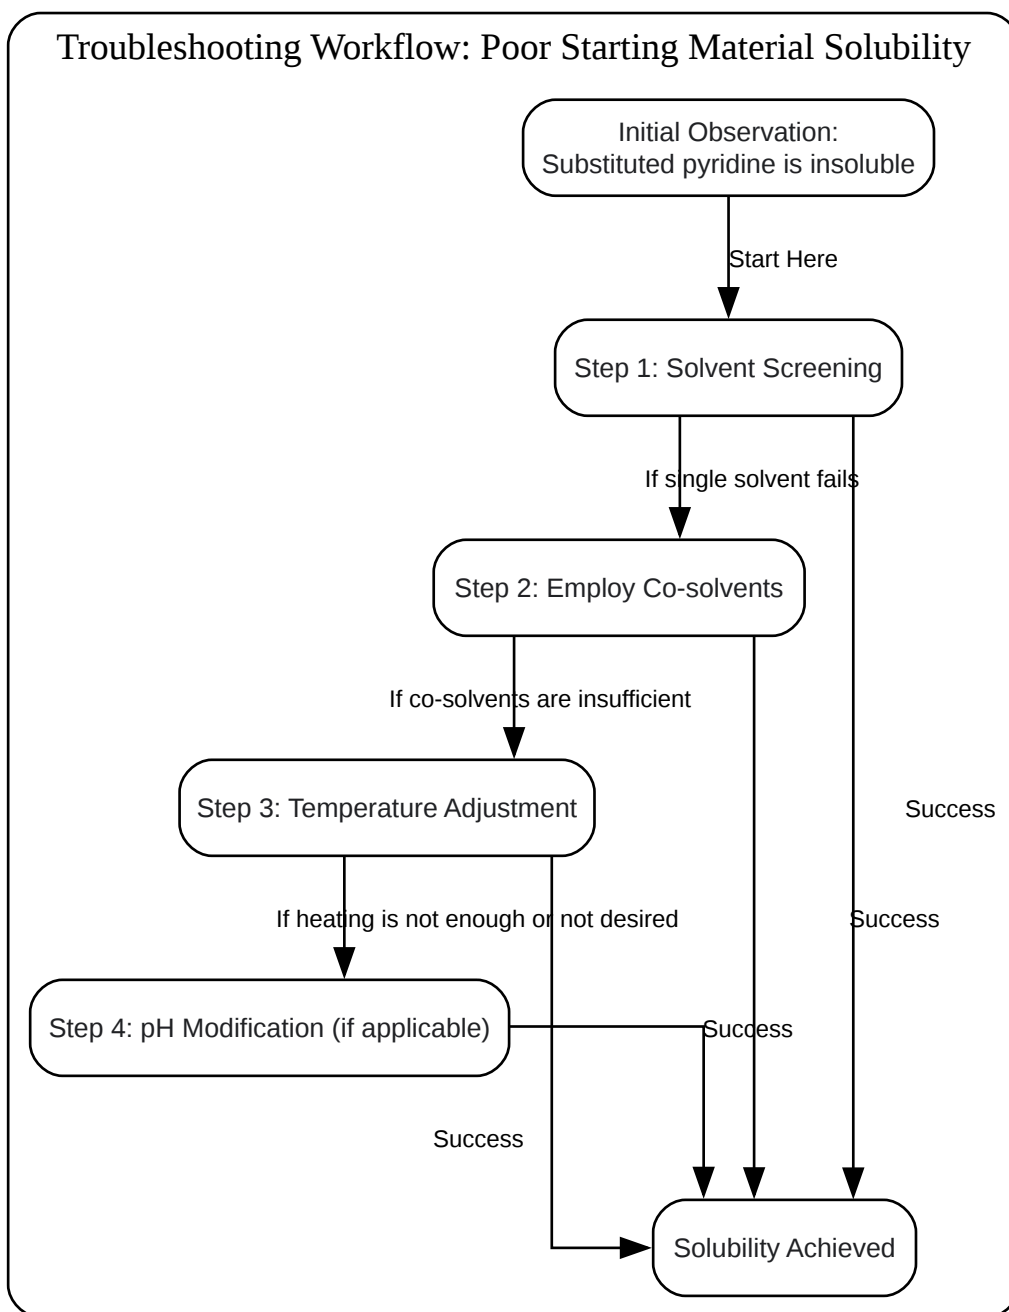 Troubleshooting Workflow: Poor Starting Material Solubility
Initial Observation:
Substituted pyridine is insoluble
Start Here
Step 1: Solvent Screening
If single solvent fails
Step 2: Employ Co-solvents
If co-solvents are insufficient
Step 3: Temperature Adjustment
Success
If heating is not enough or not desired
Success
Step 4: pH Modification (if applicable)
Success
Success
Solubility Achieved